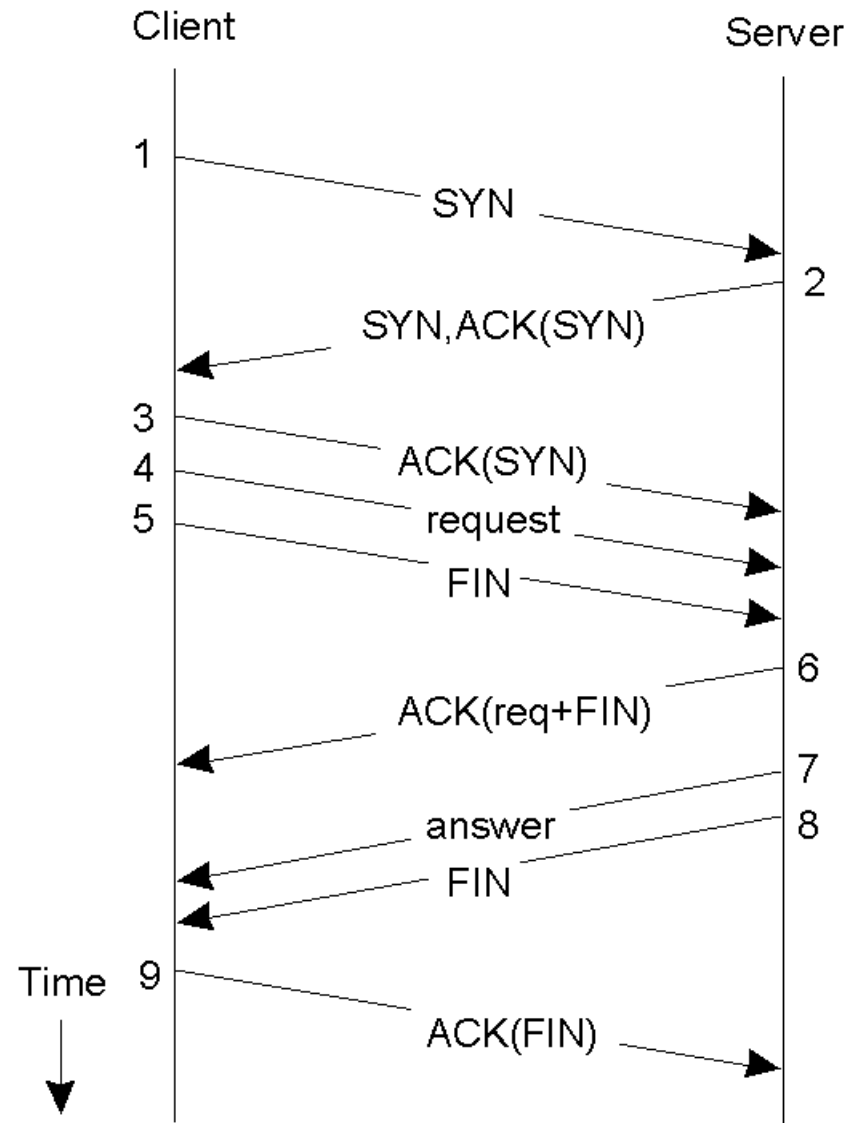 Client
Server
1
SYN
2
SYN,ACK(SYN)
3
ACK(SYN)
4
request
5
FIN
6
ACK(req+FIN)
7
answer
8
FIN
Time
9
ACK(FIN)